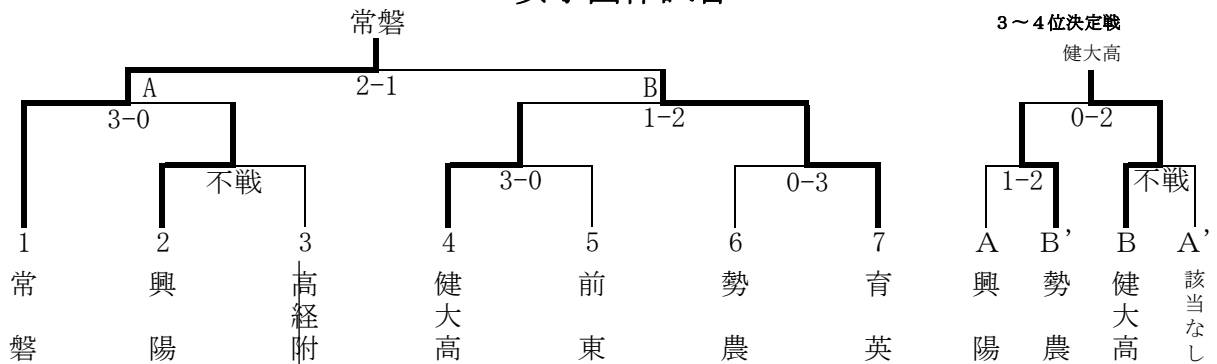 常磐
3～4位決定戦
健大高
A
2-1
B
3-0
1-2
0-2
不戦
3-0
0-3
1-2
不戦
1 2 3 4 5 6 7 A B' B A'
常磐
興陽
高経附
健大高
前東
勢農
育英
興陽
勢農
健大高
該当なし